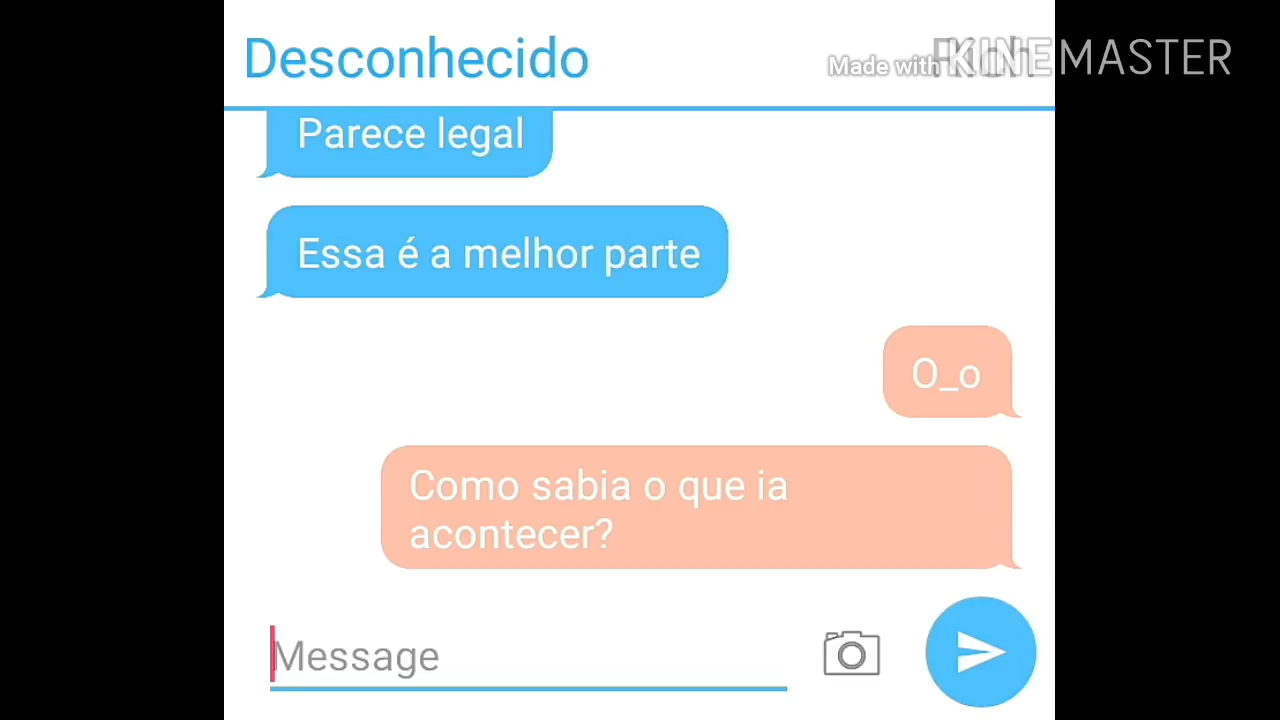 Desconhecido
Made with KINEMASTER
Parece legal
Essa é a melhor parte
O_o
Como sabia o que ia
acontecer?
Message